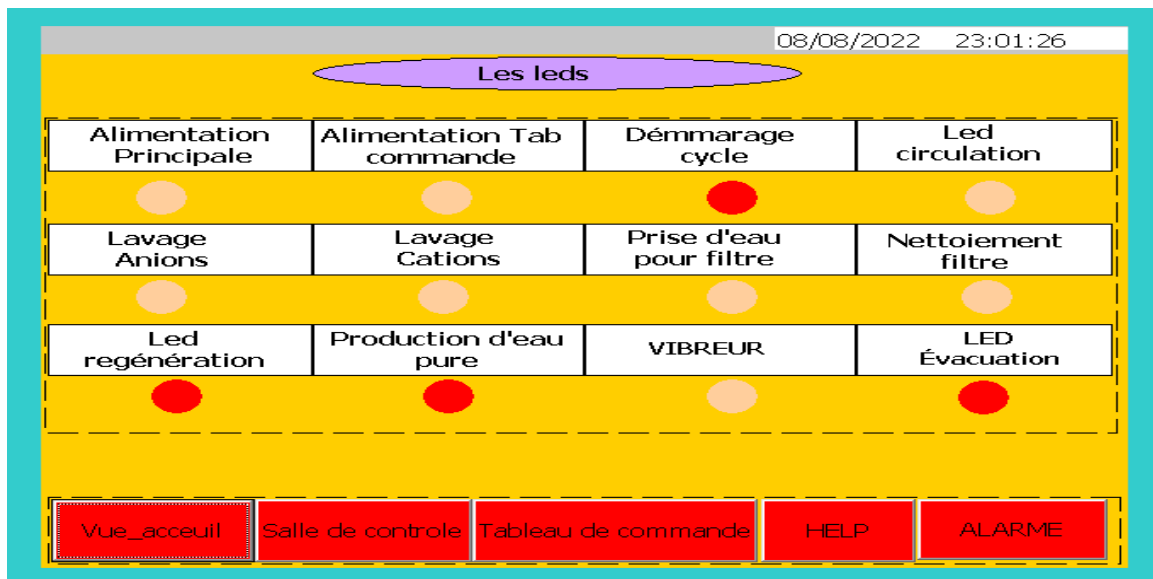 08/08/2022 23:01:26
Les leds
Alimentation
Principale
Alimentation Tab
commande
Démmarage
cycle
Led
circulation
Lavage
Anions
Lavage
Cations
Prise d'eau
pour filtre
Nettoiement
filtre
Led
regénération
Production d'eau
pure
VIBREUR
LED
Évacuation
Vue_acceuil
Salle de controle
Tableau de commande
HELP
ALARME